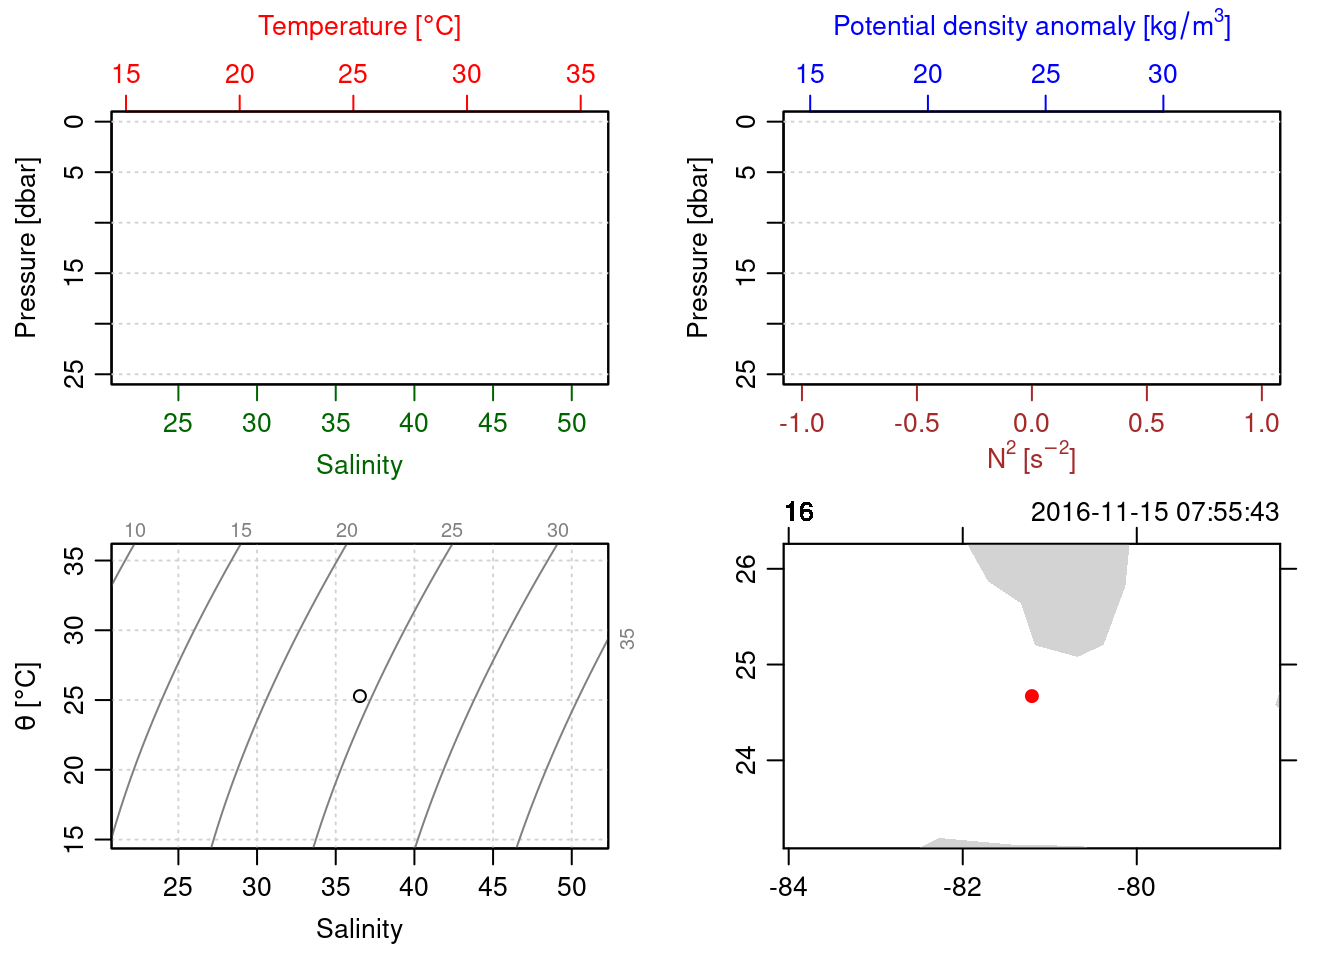 Temperature [°C]
15 20 25 30 35
Pressure [dbar]
0
5
15
25
25 30 35 40 45 50
Salinity
Potential density anomaly [kg/m³]
15 20 25 30
Pressure [dbar]
0
5
15
25
-1.0 -0.5 0.0 0.5 1.0
N² [s⁻²]
10 15 20 25 30
35
θ [°C]
35
30
25
20
15
25 30 35 40 45 50
Salinity
16 2016-11-15 07:55:43
26
25
24
-84 -82 -80